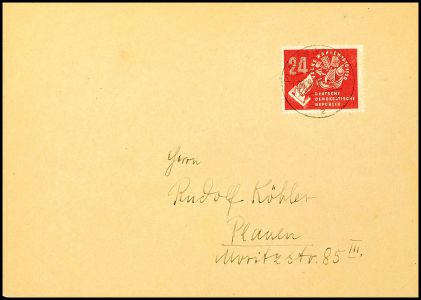 24
DEUTSCHE
DEMOKRATISCHE
REPUBLIK
Herrn
Rudolf Köhler
Plauen
Moritzstr. 85 III.